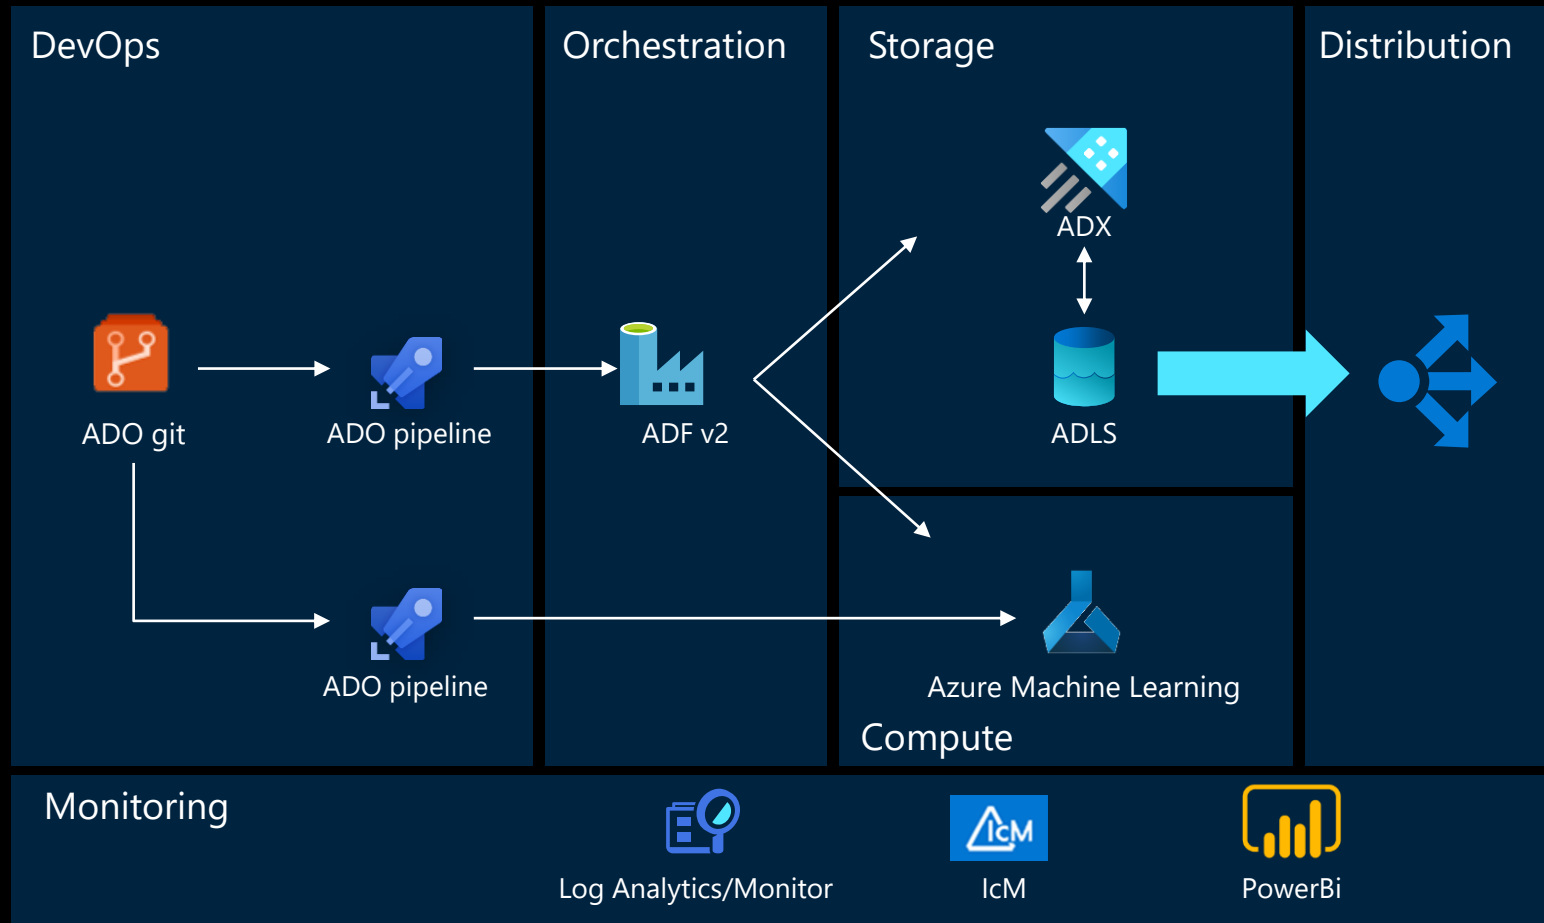 DevOps
Orchestration
Storage
Distribution
ADX
ADO git
ADO pipeline
ADF v2
ADLS
ADO pipeline
Azure Machine Learning
Compute
Monitoring
IcM
Log Analytics/Monitor
IcM
PowerBi